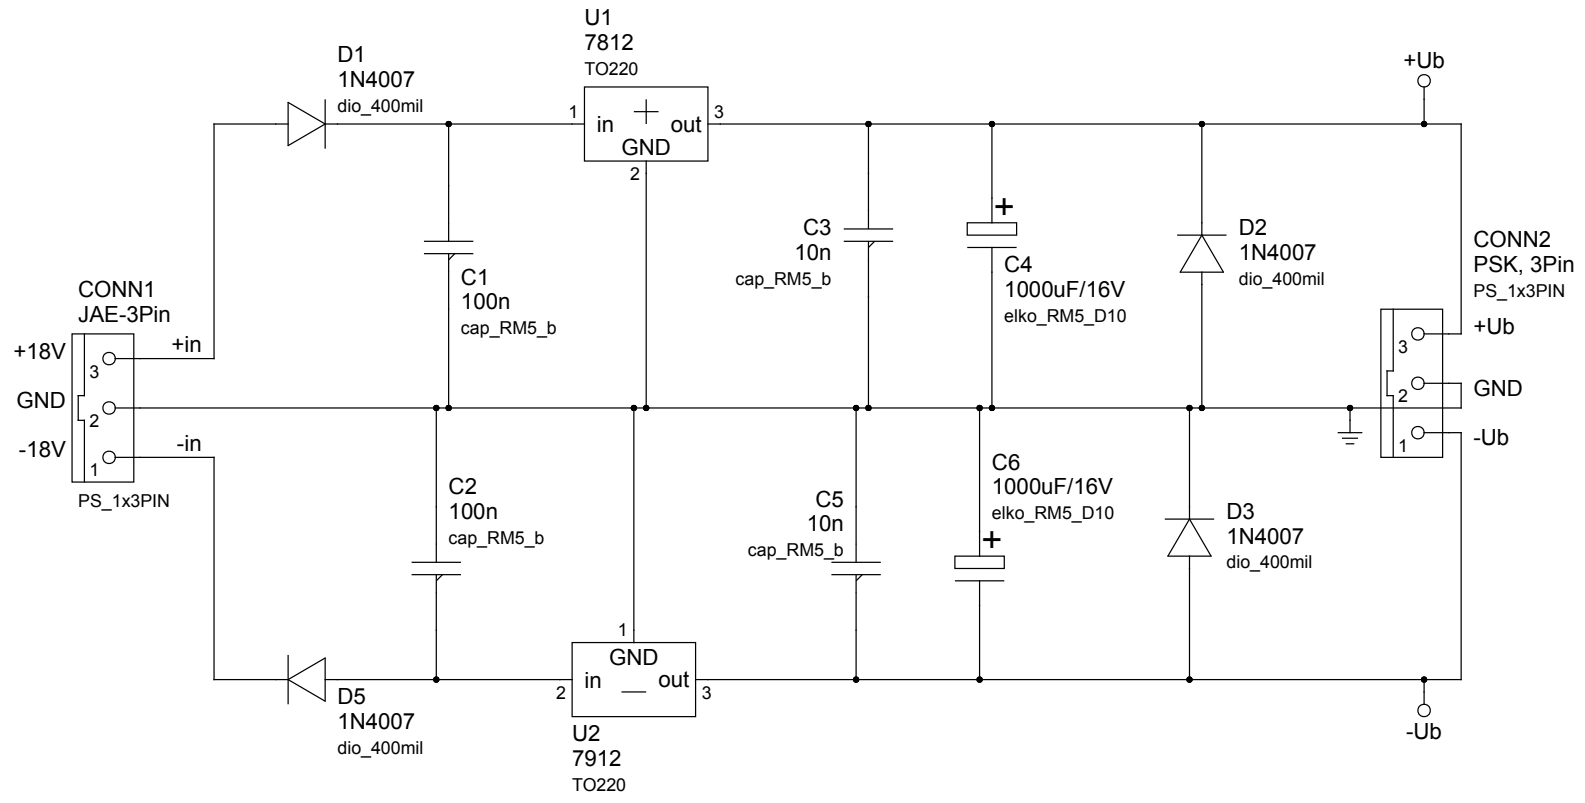 U1
7812
TO220
1
in
+
out
3
GND
2
D1
1N4007
dio_400mil
+Ub
C1
100n
cap_RM5_b
C3
10n
cap_RM5_b
+
C4
1000uF/16V
elko_RM5_D10
D2
1N4007
dio_400mil
CONN2
PSK, 3Pin
PS_1x3PIN
+Ub
3
GND
2
-Ub
1
CONN1
JAE-3Pin
+18V
3
+in
GND
2
-18V
1
-in
PS_1x3PIN
C2
100n
cap_RM5_b
C5
10n
cap_RM5_b
C6
1000uF/16V
elko_RM5_D10
+
D3
1N4007
dio_400mil
1
GND
2
in
—
out
3
U2
7912
TO220
D5
1N4007
dio_400mil
-Ub